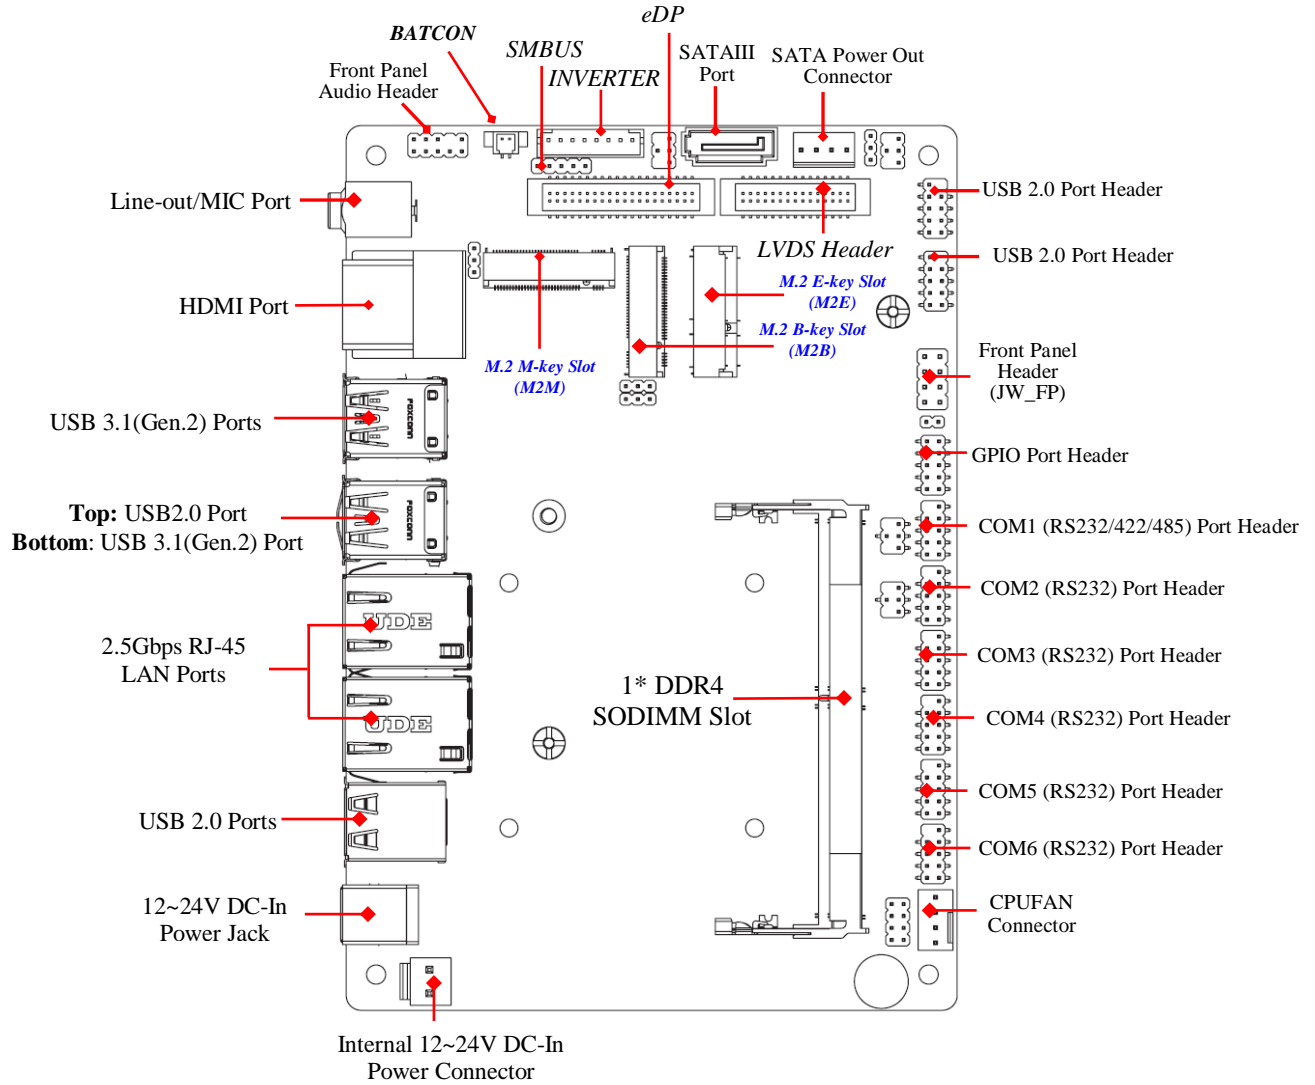 eDP
BATCON
SMBUS
SATAIII
Port
SATA Power Out
Connector
Front Panel
Audio Header
INVERTER
Line-out/MIC Port
USB 2.0 Port Header
LVDS Header
USB 2.0 Port Header
M.2 E-key Slot
(M2E)
HDMI Port
M.2 B-key Slot
(M2B)
M.2 M-key Slot
(M2M)
Front Panel
Header
(JW_FP)
USB 3.1(Gen.2) Ports
FOXCONN
GPIO Port Header
Top: USB2.0 Port
Bottom: USB 3.1(Gen.2) Port
FOXCONN
COM1 (RS232/422/485) Port Header
COM2 (RS232) Port Header
UDE
2.5Gbps RJ-45
LAN Ports
COM3 (RS232) Port Header
1* DDR4
SODIMM Slot
UDE
COM4 (RS232) Port Header
COM5 (RS232) Port Header
USB 2.0 Ports
COM6 (RS232) Port Header
12~24V DC-In
Power Jack
CPUFAN
Connector
Internal 12~24V DC-In
Power Connector